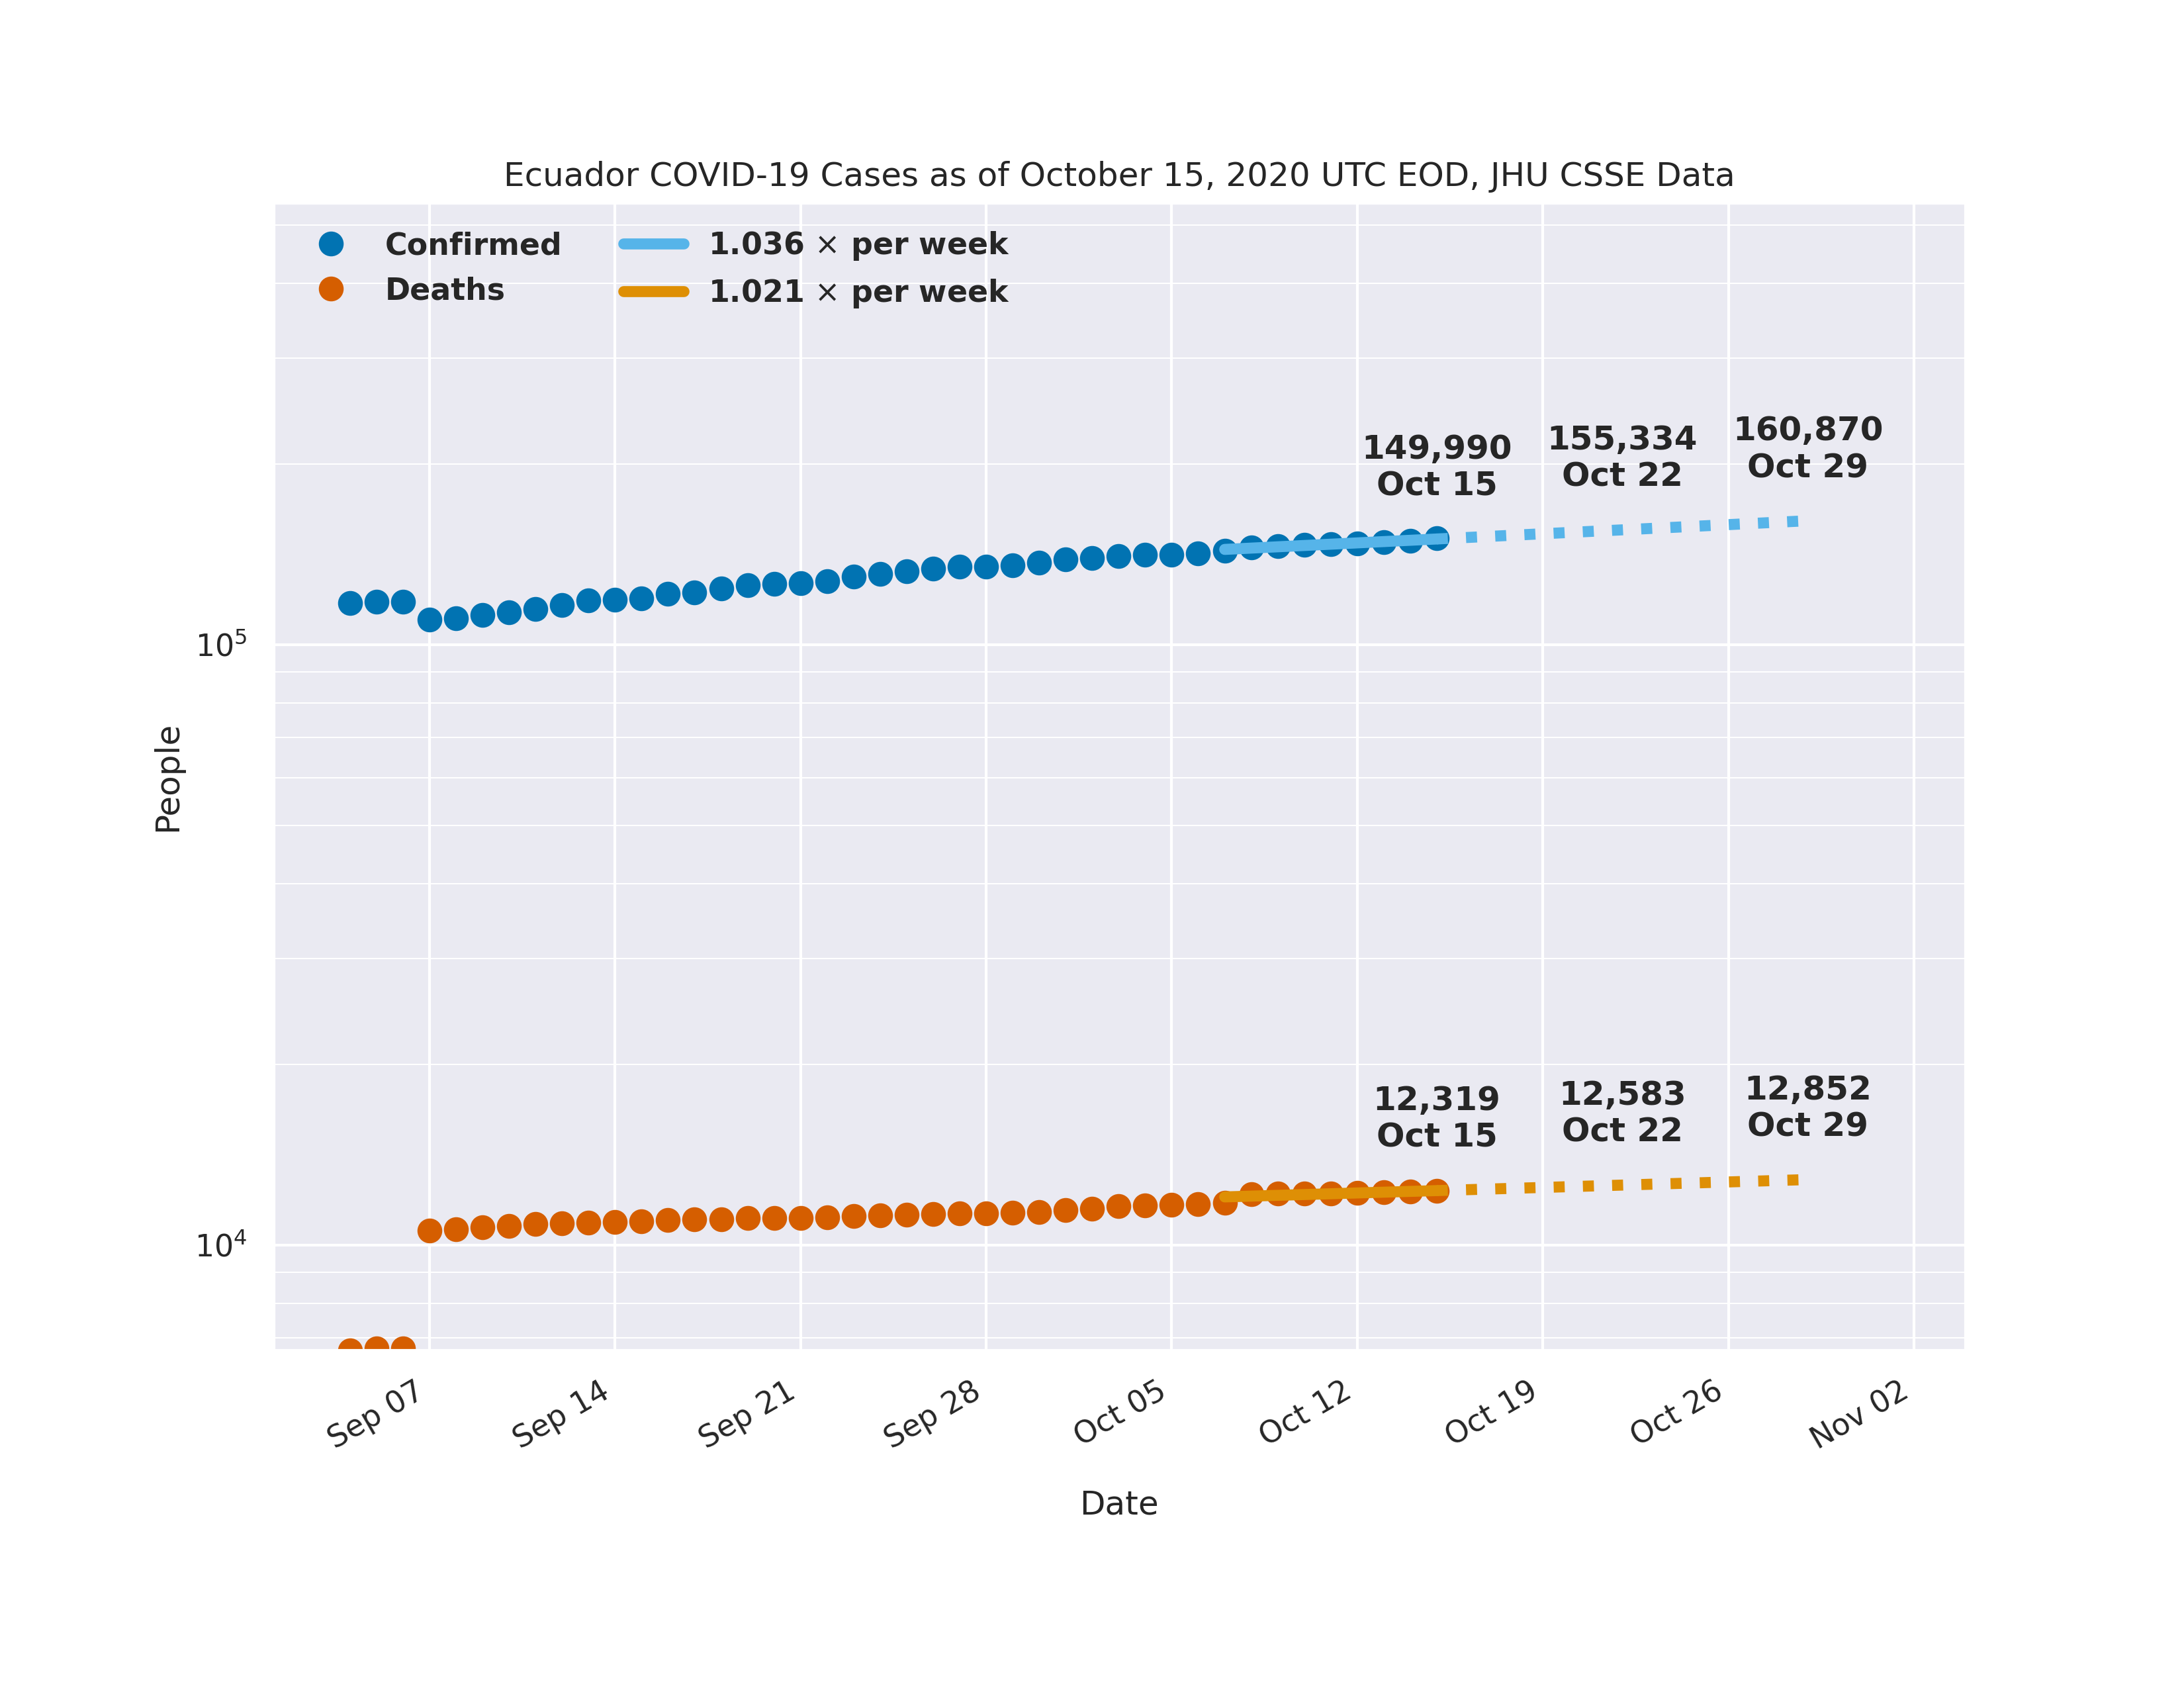 Ecuador COVID-19 Cases as of October 15, 2020 UTC EOD, JHU CSSE Data
Confirmed
Deaths
1.036 × per week
1.021 × per week
149,990
Oct 15
155,334
Oct 22
160,870
Oct 29
10⁵
People
12,319
Oct 15
12,583
Oct 22
12,852
Oct 29
10⁴
Sep 07
Sep 14
Sep 21
Sep 28
Oct 05
Oct 12
Oct 19
Oct 26
Nov 02
Date